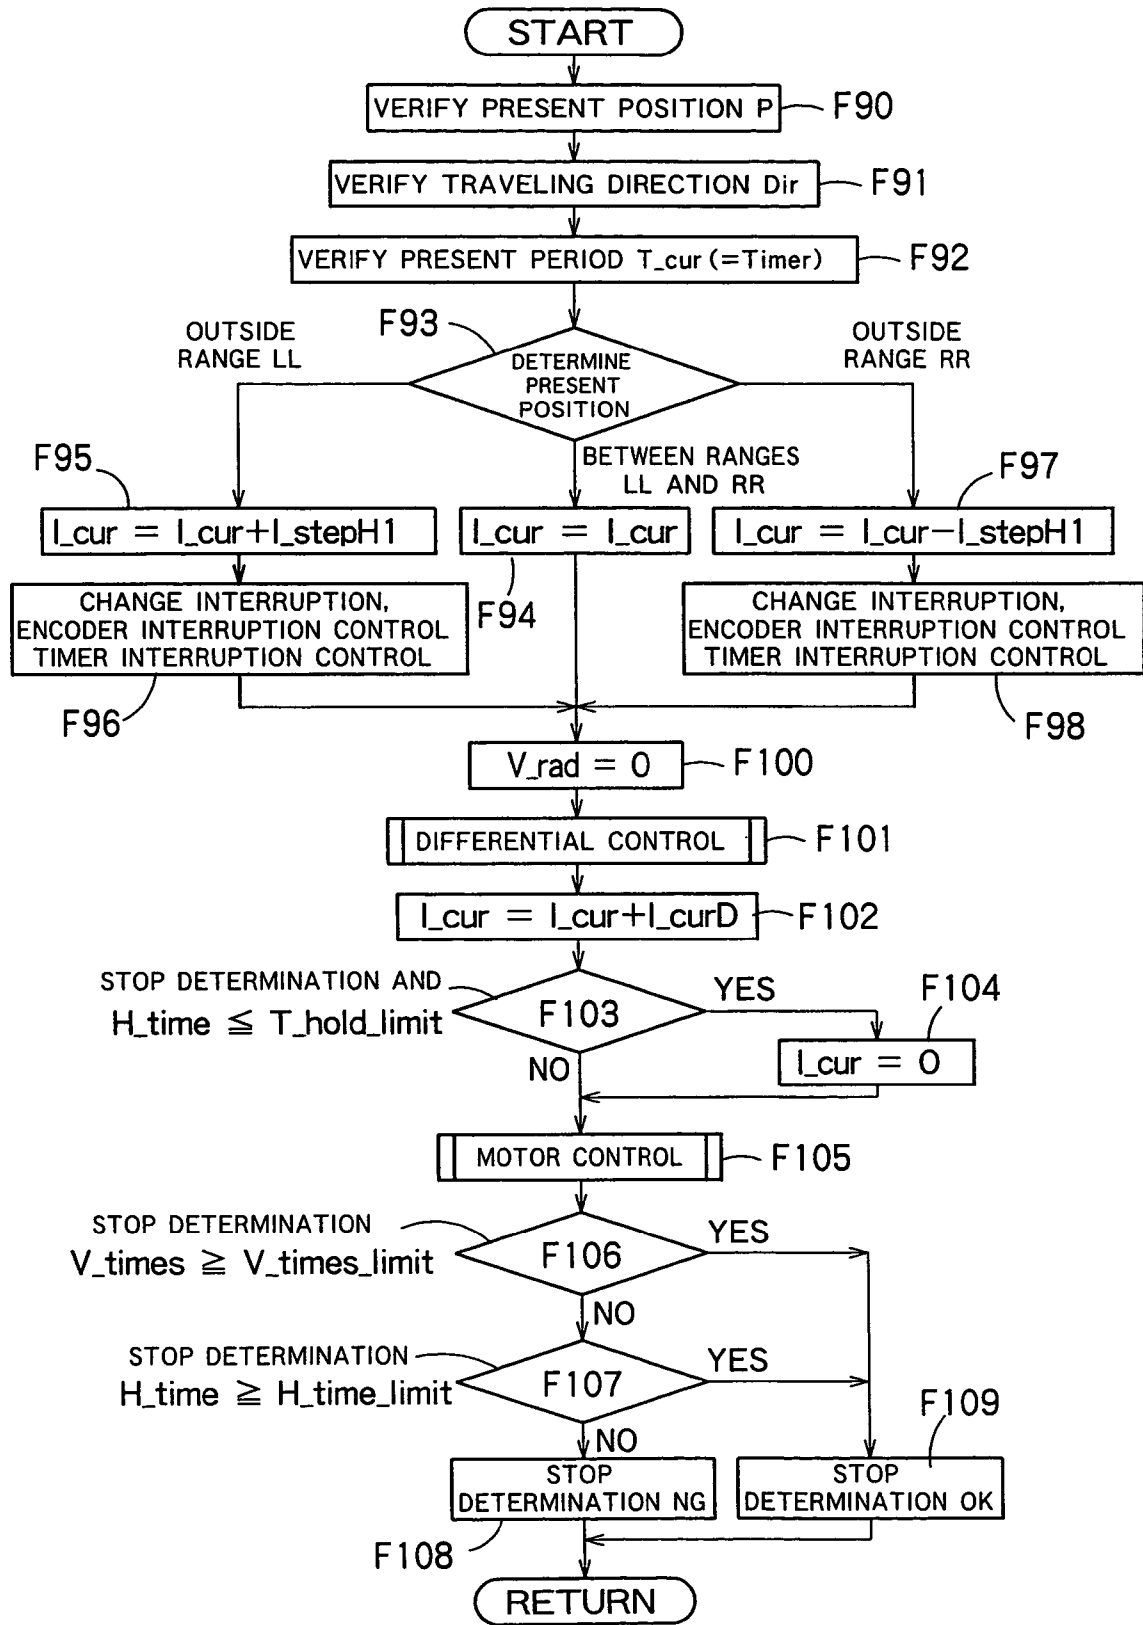 START
VERIFY PRESENT POSITION P
F90
VERIFY TRAVELING DIRECTION Dir
F91
VERIFY PRESENT PERIOD T_cur (=Timer)
F92
F93
OUTSIDE
RANGE LL
DETERMINE
PRESENT
POSITION
OUTSIDE
RANGE RR
BETWEEN RANGES
LL AND RR
F95
I_cur = I_cur+I_stepH1
I_cur = I_cur
F94
F97
I_cur = I_cur-I_stepH1
CHANGE INTERRUPTION,
ENCODER INTERRUPTION CONTROL
TIMER INTERRUPTION CONTROL
F96
CHANGE INTERRUPTION,
ENCODER INTERRUPTION CONTROL
TIMER INTERRUPTION CONTROL
F98
V_rad = 0
F100
DIFFERENTIAL CONTROL
F101
I_cur = I_cur+I_curD
F102
STOP DETERMINATION AND
H_time ≦ T_hold_limit
F103
YES
F104
I_cur = 0
NO
MOTOR CONTROL
F105
STOP DETERMINATION
V_times ≧ V_times_limit
F106
YES
NO
STOP DETERMINATION
H_time ≧ H_time_limit
F107
YES
NO
F109
STOP
DETERMINATION NG
F108
STOP
DETERMINATION OK
RETURN